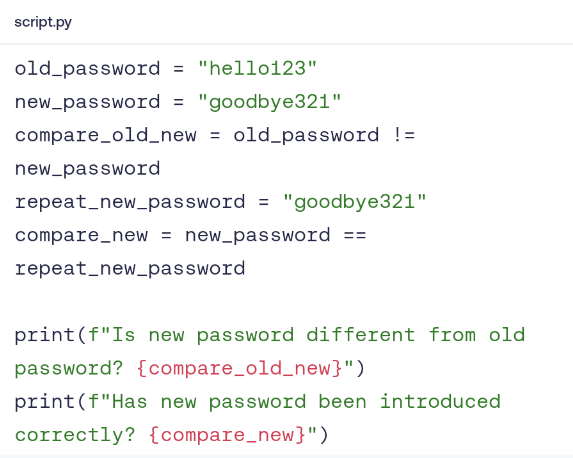 script.py
old_password = "hello123"
new_password = "goodbye321"
compare_old_new = old_password !=
new_password
repeat_new_password = "goodbye321"
compare_new = new_password ==
repeat_new_password
print(f"Is new password different from old
password? {compare_old_new}")
print(f"Has new password been introduced
correctly? {compare_new}")